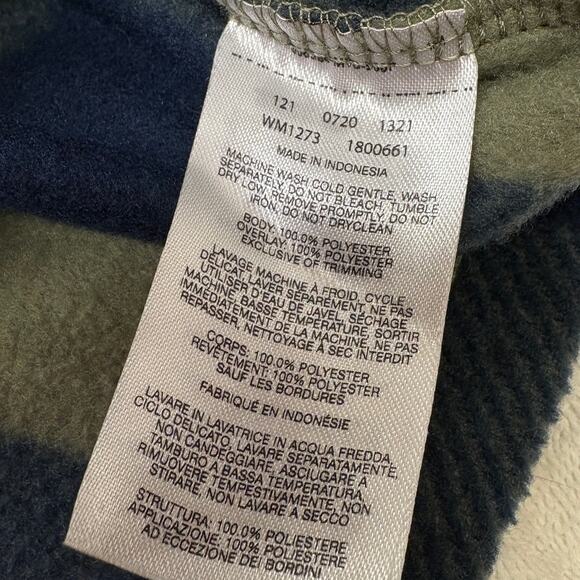 121 0720 1321
WM1273 1800661
MADE IN INDONESIA
MACHINE WASH COLD GENTLE, WASH
SEPARATELY, DO NOT BLEACH, TUMBLE
DRY LOW, REMOVE PROMPTLY, DO NOT
IRON, DO NOT DRYCLEAN
BODY: 100.0% POLYESTER
OVERLAY: 100% POLYESTER
EXCLUSIVE OF TRIMMING
LAVAGE MACHINE À FROID, CYCLE
DÉLICAT, LAVER SÉPARÉMENT, NE PAS
UTILISER D'EAU DE JAVEL, SÉCHAGE
MMCHINE, BASSE TEMPÉRATURE, SORTIR
RAPIDEMENT DE LA MACHINE, NE PAS
REPASSER, NETTOYAGE À SEC INTERDIT
CORPS: 100.0% POLYESTER
REVÊTEMENT: 100% POLYESTER
SAUF LES BORDURES
FABRIQUÉ EN INDONÉSIE
LAVARE IN LAVATRICE IN ACQUA FREDDA,
CICLO DELICATO, LAVARE SEPARATAMENTE,
NON CANDEGGIARE, ASCIUGARE A
TAMBURO A BASSA TEMPERATURA,
RIMUOVERE TEMPESTIVAMENTE, NON
STIRARE, NON LAVARE A SECCO
STRUTTURA: 100.0% POLIESTERE
APPLICAZIONE: 100% POLIESTERE
AD ECCEZIONE DEI BORDINI